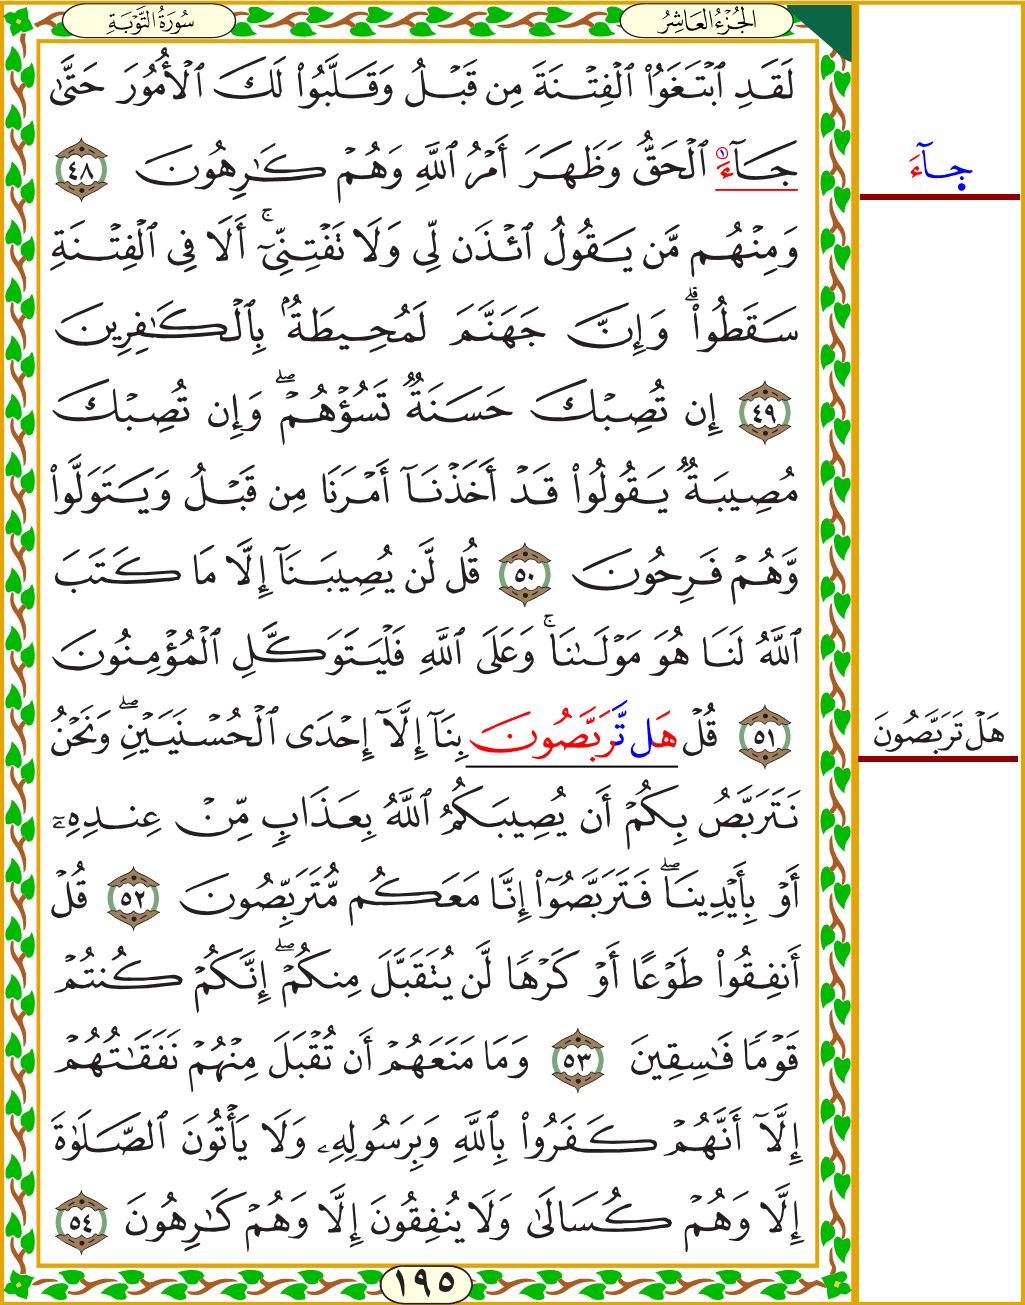 الجُزْءُ العَاشِرُ
سُورَةُ التَّوْبَةِ
لَقَدِ ٱبْتَغَوُا۟ ٱلْفِتْنَةَ مِن قَبْلُ وَقَلَّبُوا۟ لَكَ ٱلْأُمُورَ حَتَّىٰ
جَآءَ ١ ٱلْحَقُّ وَظَهَرَ أَمْرُ ٱللَّهِ وَهُمْ كَـٰرِهُونَ ٤٨
جآءَ
وَمِنْهُم مَّن يَقُولُ ٱئْذَن لِّى وَلَا تَفْتِنِّىٓ ۚ أَلَا فِى ٱلْفِتْنَةِ
سَقَطُوا۟ ۗ وَإِنَّ جَهَنَّمَ لَمُحِيطَةٌۢ بِٱلْكَـٰفِرِينَ
٤٩ إِن تُصِبْكَ حَسَنَةٌ تَسُؤْهُمْ ۖ وَإِن تُصِبْكَ
مُصِيبَةٌ يَقُولُوا۟ قَدْ أَخَذْنَآ أَمْرَنَا مِن قَبْلُ وَيَتَوَلَّوا۟
وَّهُمْ فَرِحُونَ ٥٠ قُل لَّن يُصِيبَنَآ إِلَّا مَا كَتَبَ
ٱللَّهُ لَنَا هُوَ مَوْلَىٰنَا ۚ وَعَلَى ٱللَّهِ فَلْيَتَوَكَّلِ ٱلْمُؤْمِنُونَ
٥١ قُلْ هَل تَّرَبَّصُونَ بِنَآ إِلَّآ إِحْدَى ٱلْحُسْنَيَيْنِ ۖ وَنَحْنُ
هَلْ تَرَبَّصُونَ
نَتَرَبَّصُ بِكُمْ أَن يُصِيبَكُمُ ٱللَّهُ بِعَذَابٍ مِّنْ عِندِهِۦٓ
أَوْ بِأَيْدِينَا ۖ فَتَرَبَّصُوٓا۟ إِنَّا مَعَكُم مُّتَرَبِّصُونَ ٥٢ قُلْ
أَنفِقُوا۟ طَوْعًا أَوْ كَرْهًا لَّن يُتَقَبَّلَ مِنكُمْ ۖ إِنَّكُمْ كُنتُمْ
قَوْمًا فَـٰسِقِينَ ٥٣ وَمَا مَنَعَهُمْ أَن تُقْبَلَ مِنْهُمْ نَفَقَـٰتُهُمْ
إِلَّآ أَنَّهُمْ كَفَرُوا۟ بِٱللَّهِ وَبِرَسُولِهِۦ وَلَا يَأْتُونَ ٱلصَّلَوٰةَ
إِلَّا وَهُمْ كُسَالَىٰ وَلَا يُنفِقُونَ إِلَّا وَهُمْ كَـٰرِهُونَ ٥٤
١٩٥